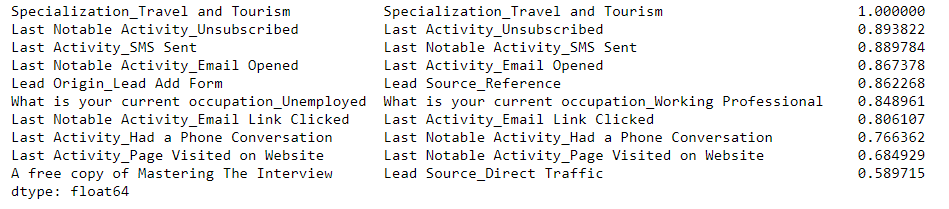 Specialization_Travel and Tourism Specialization_Travel and Tourism 1.000000
Last Notable Activity_Unsubscribed Last Activity_Unsubscribed 0.893822
Last Activity_SMS Sent Last Notable Activity_SMS Sent 0.889784
Last Notable Activity_Email Opened Last Activity_Email Opened 0.867378
Lead Origin_Lead Add Form Lead Source_Reference 0.862268
What is your current occupation_Unemployed What is your current occupation_Working Professional 0.848961
Last Notable Activity_Email Link Clicked Last Activity_Email Link Clicked 0.806107
Last Activity_Had a Phone Conversation Last Notable Activity_Had a Phone Conversation 0.766362
Last Activity_Page Visited on Website Last Notable Activity_Page Visited on Website 0.684929
A free copy of Mastering The Interview Lead Source_Direct Traffic 0.589715
dtype: float64